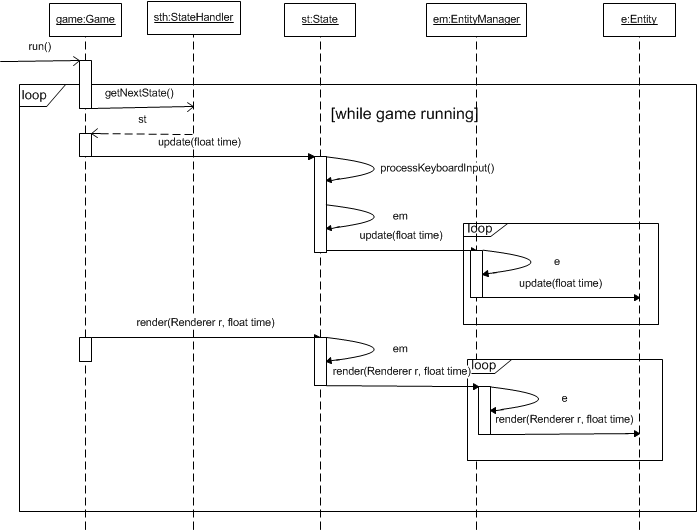 game:Game
sth:StateHandler
st:State
em:EntityManager
e:Entity
run()
loop
getNextState()
[while game running]
st
update(float time)
processKeyboardInput()
em
update(float time)
loop
e
update(float time)
render(Renderer r, float time)
em
render(Renderer r, float time)
loop
e
render(Renderer r, float time)